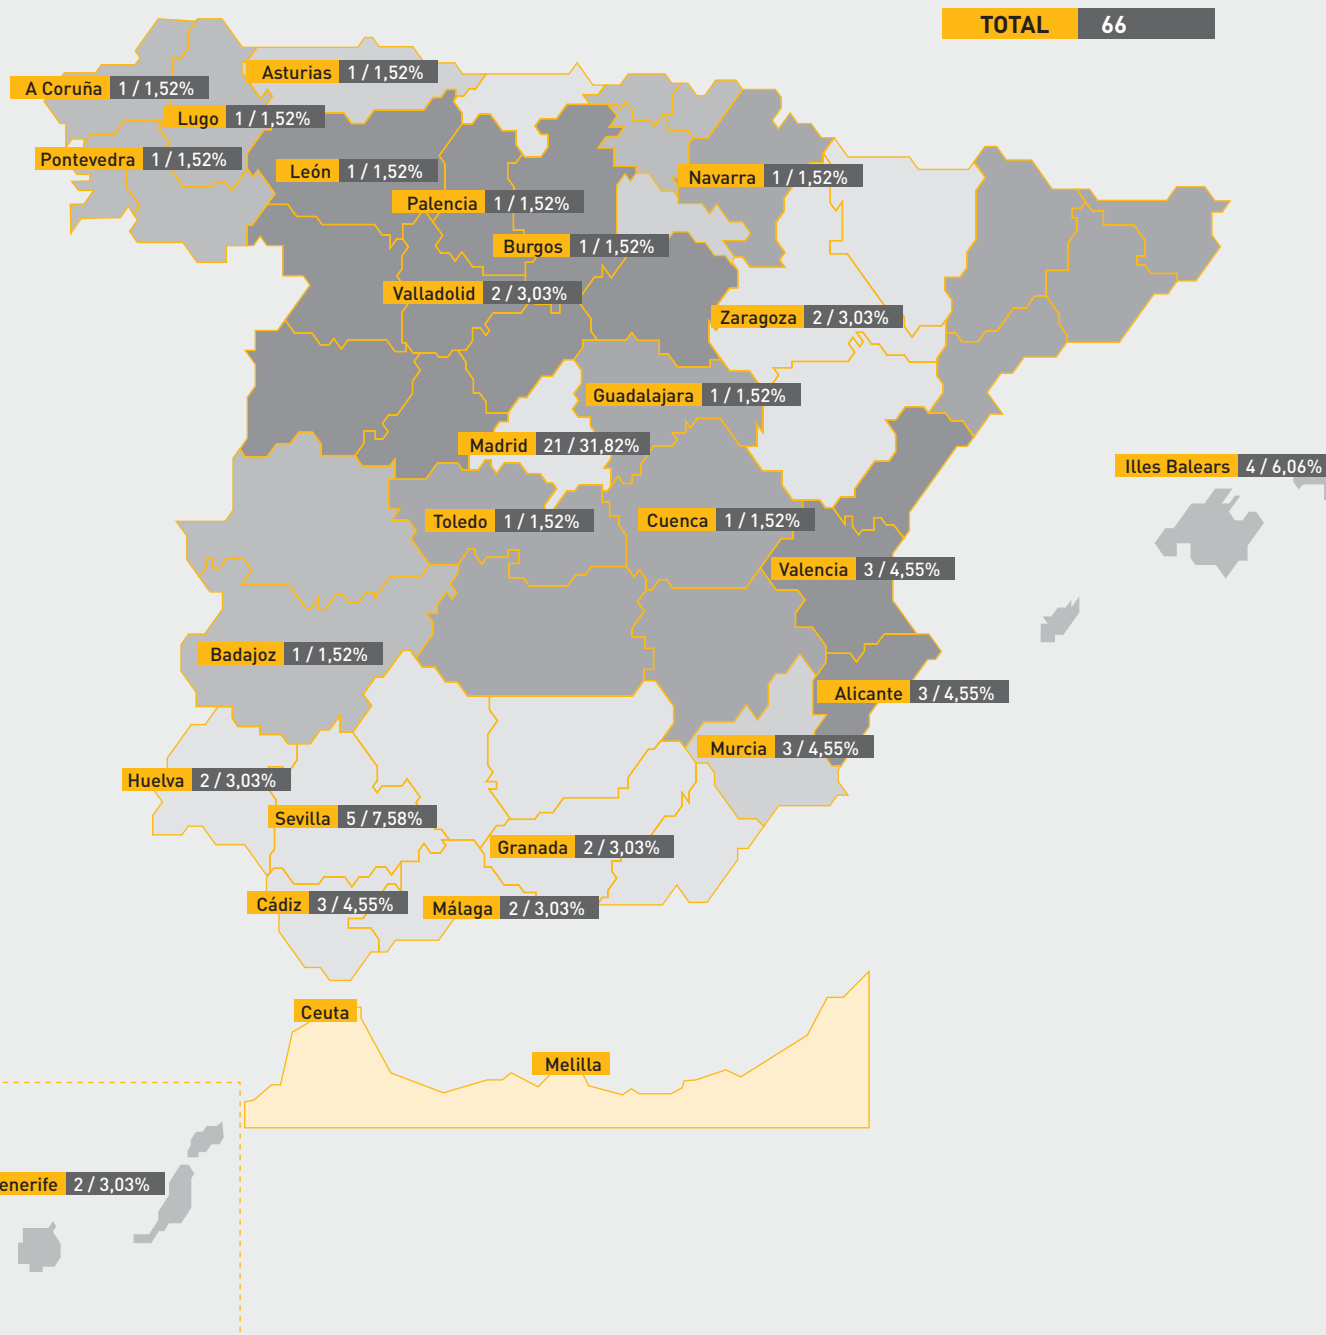 TOTAL 66
Asturias 1 / 1,52%
A Coruña 1 / 1,52%
Lugo 1 / 1,52%
Pontevedra 1 / 1,52%
León 1 / 1,52%
Navarra 1 / 1,52%
Palencia 1 / 1,52%
Burgos 1 / 1,52%
Valladolid 2 / 3,03%
Zaragoza 2 / 3,03%
Guadalajara 1 / 1,52%
Madrid 21 / 31,82%
Illes Balears 4 / 6,06%
Toledo 1 / 1,52%
Cuenca 1 / 1,52%
Valencia 3 / 4,55%
Badajoz 1 / 1,52%
Alicante 3 / 4,55%
Murcia 3 / 4,55%
Huelva 2 / 3,03%
Sevilla 5 / 7,58%
Granada 2 / 3,03%
Cádiz 3 / 4,55%
Málaga 2 / 3,03%
Ceuta
Melilla
enerife 2 / 3,03%